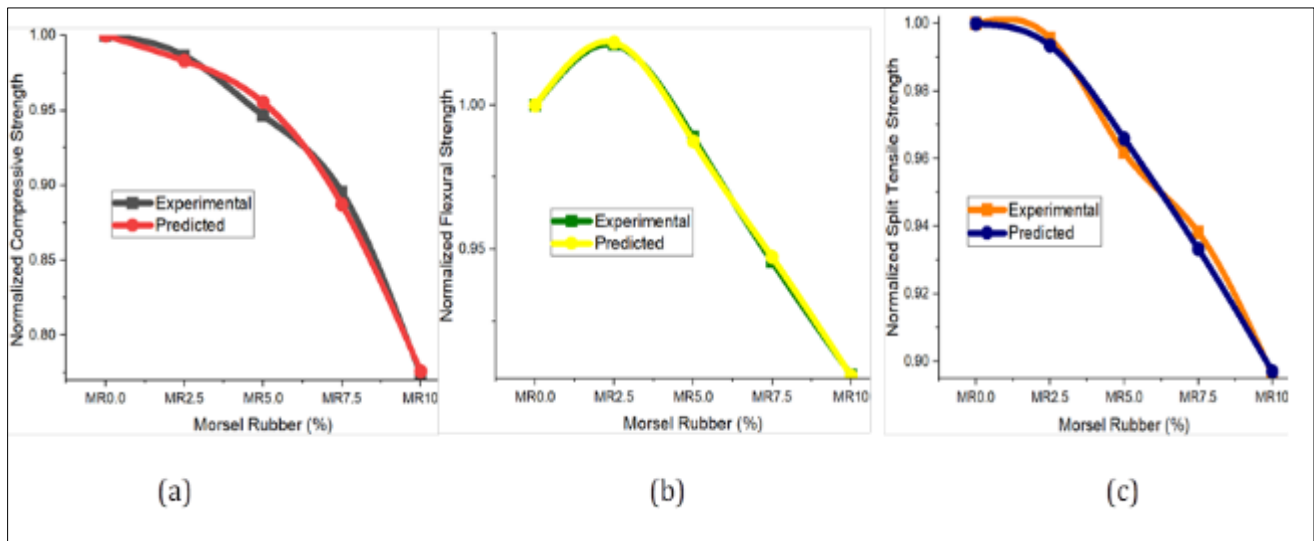 1.00
0.95
0.90
0.85
0.80
Normalized Compressive Strength
Experimental
Predicted
MR0.0 MR2.5 MR5.0 MR7.5 MR10
Morsel Rubber (%)
(a)
1.00
0.95
Normalized Flexural Strength
Experimental
Predicted
MR0.0 MR2.5 MR5.0 MR7.5 MR10
Morsel Rubber (%)
(b)
1.00
0.98
0.96
0.94
0.92
0.90
Normalized Split Tensile Strength
Experimental
Predicted
MR0.0 MR2.5 MR5.0 MR7.5 MR10
Morsel Rubber (%)
(c)